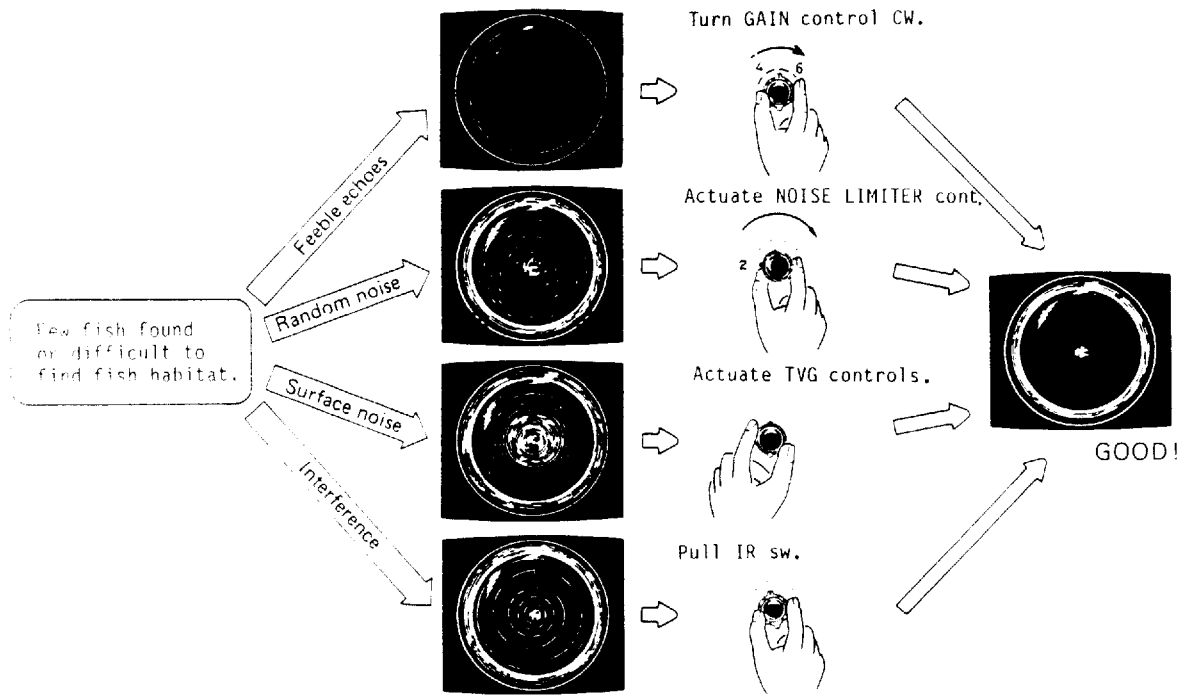 Few fish found
or difficult to
find fish habitat.
Feeble echoes
Turn GAIN control CW.
4 6
Random noise
Actuate NOISE LIMITER cont.
2
Surface noise
Actuate TVG controls.
Interference
Pull IR sw.
GOOD!